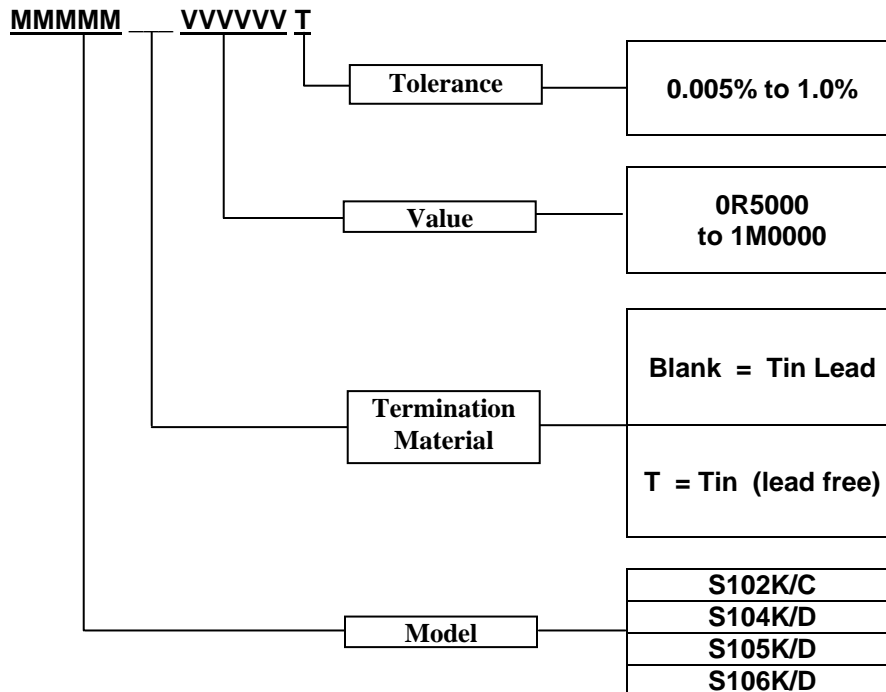 MMMMM ___ VVVVVV T
Tolerance
0.005% to 1.0%
Value
0R5000
to 1M0000
Termination
Material
Blank = Tin Lead
T = Tin (lead free)
Model
S102K/C
S104K/D
S105K/D
S106K/D